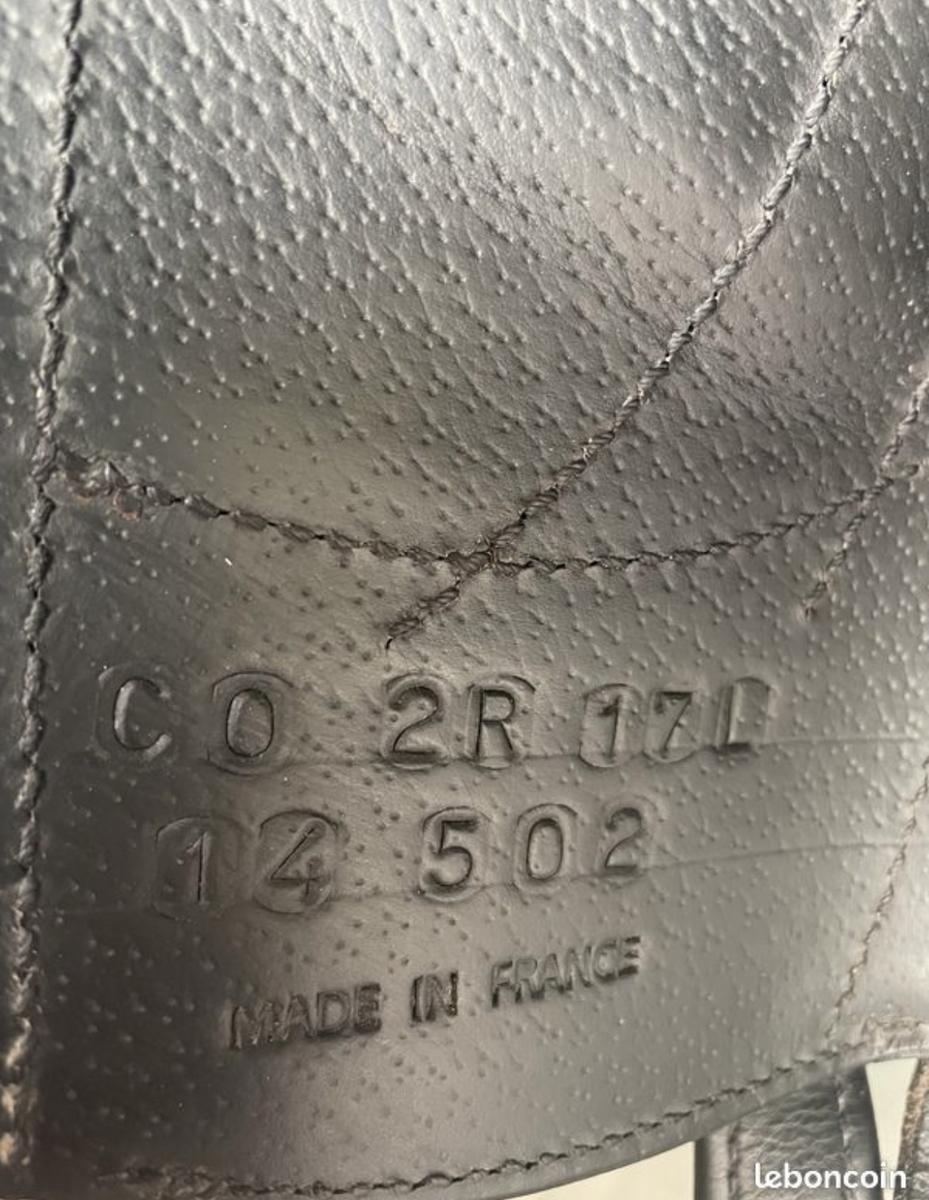 CO 2R 17L
14 502
MADE IN FRANCE
leboncoin